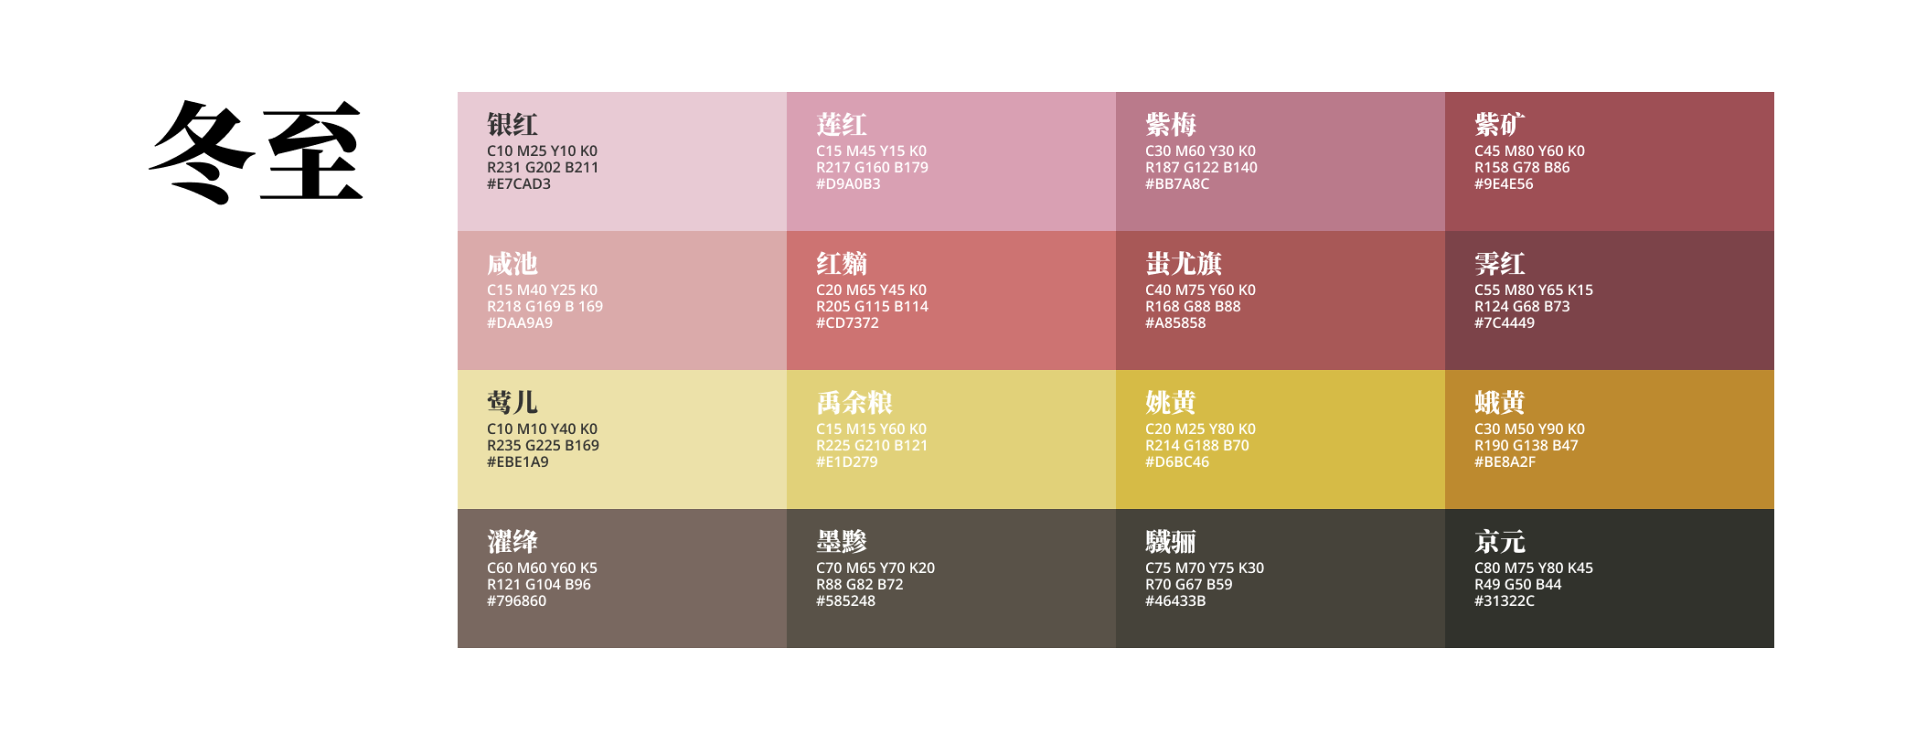 冬至
银红
C10 M25 Y10 K0
R231 G202 B211
#E7CAD3
莲红
C15 M45 Y15 K0
R217 G160 B179
#D9A0B3
紫梅
C30 M60 Y30 K0
R187 G122 B140
#BB7A8C
紫矿
C45 M80 Y60 K0
R158 G78 B86
#9E4E56
咸池
C15 M40 Y25 K0
R218 G169 B 169
#DAA9A9
红䵂
C20 M65 Y45 K0
R205 G115 B114
#CD7372
蚩尤旗
C40 M75 Y60 K0
R168 G88 B88
#A85858
霁红
C55 M80 Y65 K15
R124 G68 B73
#7C4449
莺儿
C10 M10 Y40 K0
R235 G225 B169
#EBE1A9
禹余粮
C15 M15 Y60 K0
R225 G210 B121
#E1D279
姚黄
C20 M25 Y80 K0
R214 G188 B70
#D6BC46
蛾黄
C30 M50 Y90 K0
R190 G138 B47
#BE8A2F
濯绛
C60 M60 Y60 K5
R121 G104 B96
#796860
墨黪
C70 M65 Y70 K20
R88 G82 B72
#585248
驖骊
C75 M70 Y75 K30
R70 G67 B59
#46433B
京元
C80 M75 Y80 K45
R49 G50 B44
#31322C